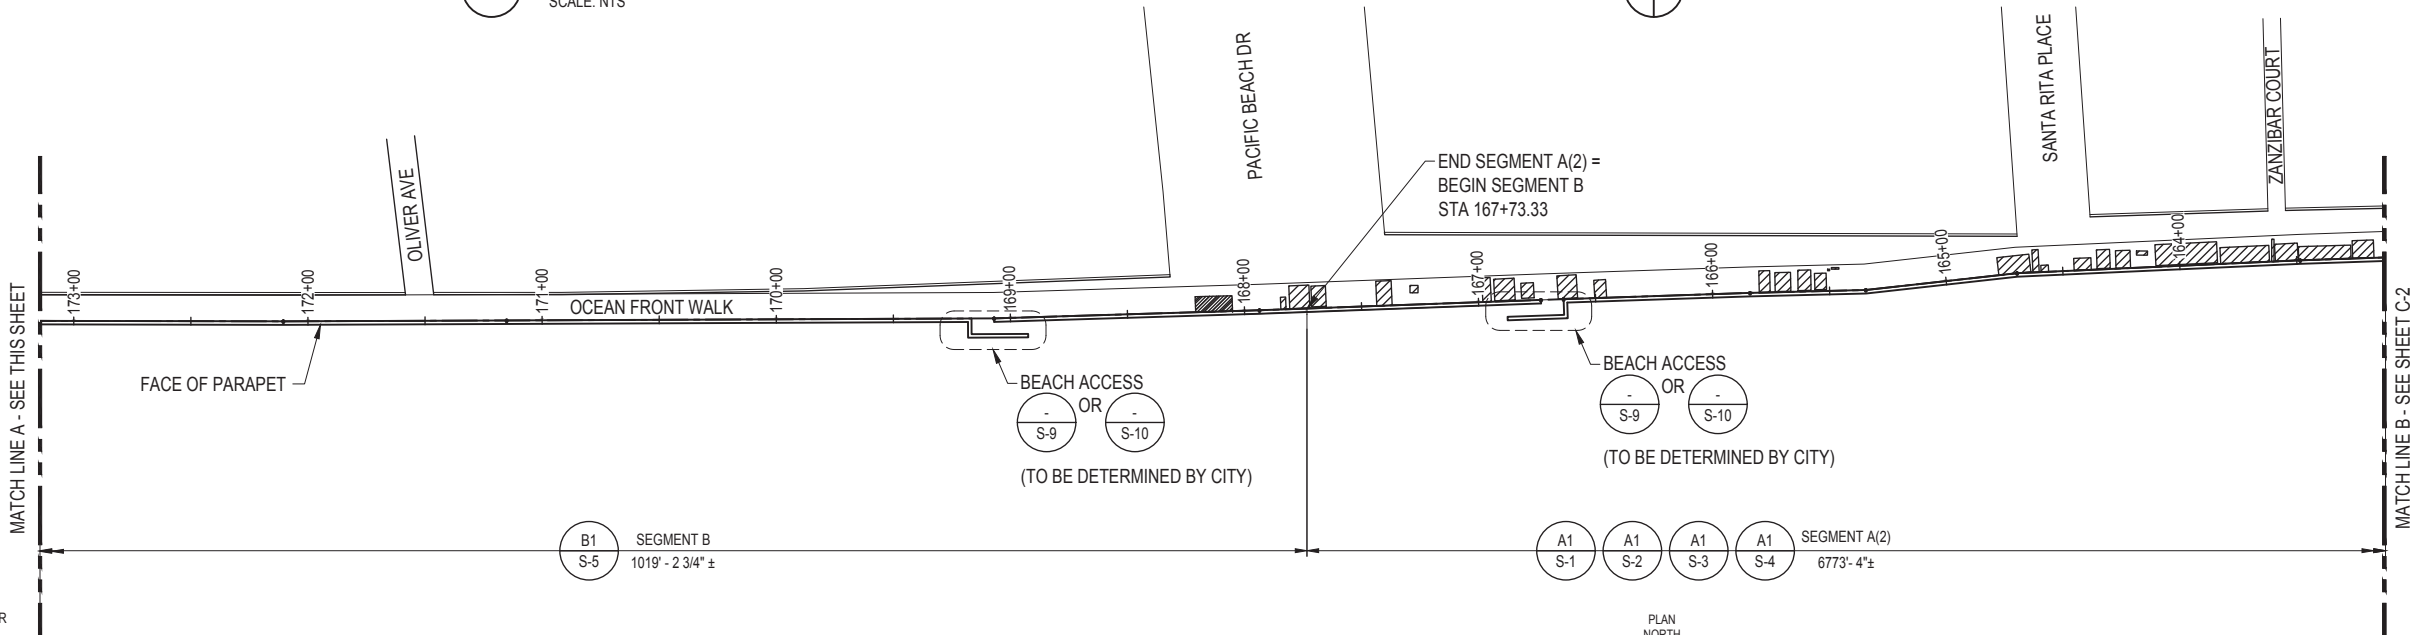 SCALE: NTS
PACIFIC BEACH DR
SANTA RITA PLACE
ZANZIBAR COURT
OLIVER AVE
END SEGMENT A(2) =
BEGIN SEGMENT B
STA 167+73.33
173+00
172+00
171+00
170+00
169+00
168+00
167+00
166+00
165+00
164+00
OCEAN FRONT WALK
MATCH LINE A - SEE THIS SHEET
MATCH LINE B - SEE SHEET C-2
FACE OF PARAPET
BEACH ACCESS
OR
-
S-9
-
S-10
(TO BE DETERMINED BY CITY)
BEACH ACCESS
OR
-
S-9
-
S-10
(TO BE DETERMINED BY CITY)
B1
S-5
SEGMENT B
1019' - 2 3/4" ±
A1
S-1
A1
S-2
A1
S-3
A1
S-4
SEGMENT A(2)
6773'- 4"±
R
PLAN
NORTH